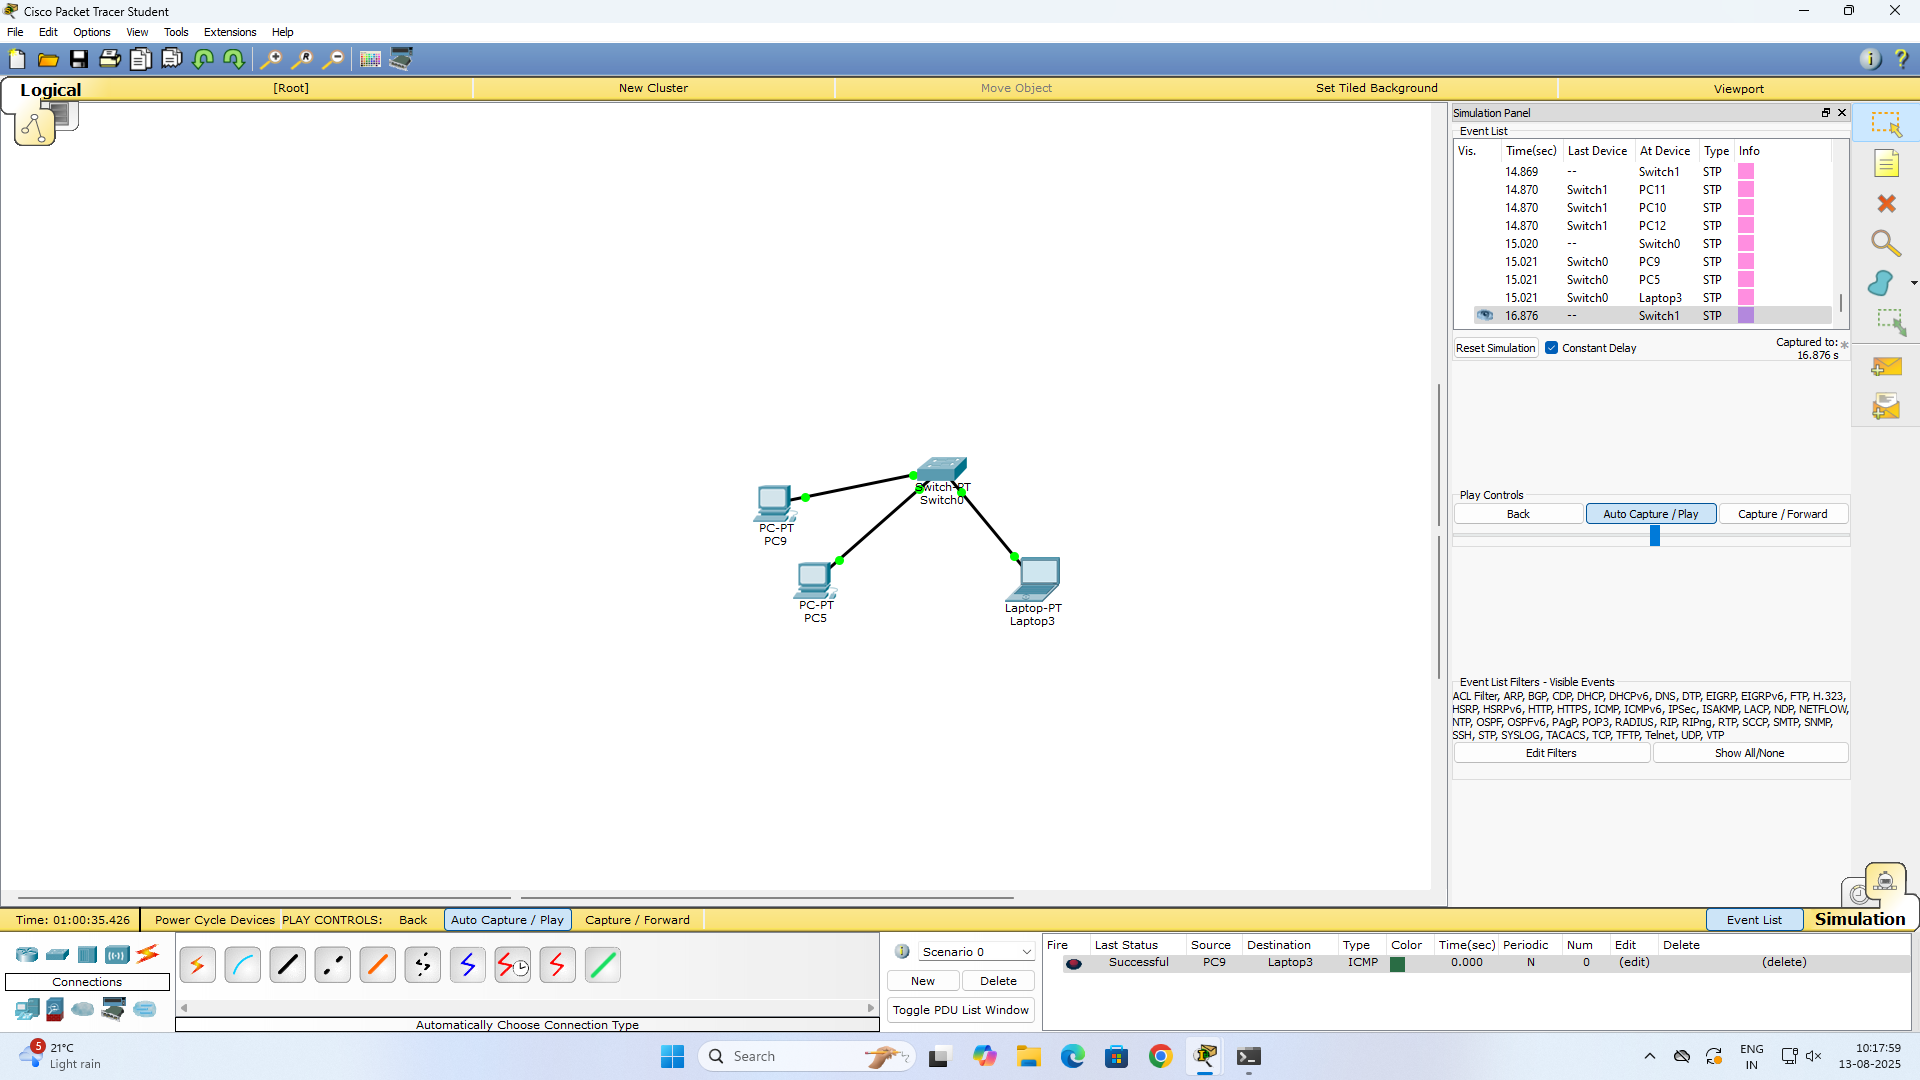 Cisco Packet Tracer Student
File Edit Options View Tools Extensions Help
Logical [Root] New Cluster Move Object Set Tiled Background Viewport
Simulation Panel
Event List
Vis. Time(sec) Last Device At Device Type Info
14.869 -- Switch1 STP
14.870 Switch1 PC11 STP
14.870 Switch1 PC10 STP
14.870 Switch1 PC12 STP
15.020 -- Switch0 STP
15.021 Switch0 PC9 STP
15.021 Switch0 PC5 STP
15.021 Switch0 Laptop3 STP
16.876 -- Switch1 STP
Reset Simulation Constant Delay Captured to: *
16.876 s
Switch-PT
Switch0
PC-PT
PC9
PC-PT
PC5
Laptop-PT
Laptop3
Play Controls
Back Auto Capture / Play Capture / Forward
Event List Filters - Visible Events
ACL Filter, ARP, BGP, CDP, DHCP, DHCPv6, DNS, DTP, EIGRP, EIGRPv6, FTP, H.323,
HSRP, HSRPv6, HTTP, HTTPS, ICMP, ICMPv6, IPSec, ISAKMP, LACP, NDP, NETFLOW,
NTP, OSPF, OSPFv6, PAgP, POP3, RADIUS, RIP, RIPng, RTP, SCCP, SMTP, SNMP,
SSH, STP, SYSLOG, TACACS, TCP, TFTP, Telnet, UDP, VTP
Edit Filters Show All/None
Time: 01:00:35.426 Power Cycle Devices PLAY CONTROLS: Back Auto Capture / Play Capture / Forward Event List Simulation
Connections
Automatically Choose Connection Type
Scenario 0
New Delete
Toggle PDU List Window
Fire Last Status Source Destination Type Color Time(sec) Periodic Num Edit Delete
Successful PC9 Laptop3 ICMP 0.000 N 0 (edit) (delete)
5
21°C
Light rain
Search
ENG
IN
10:17:59
13-08-2025